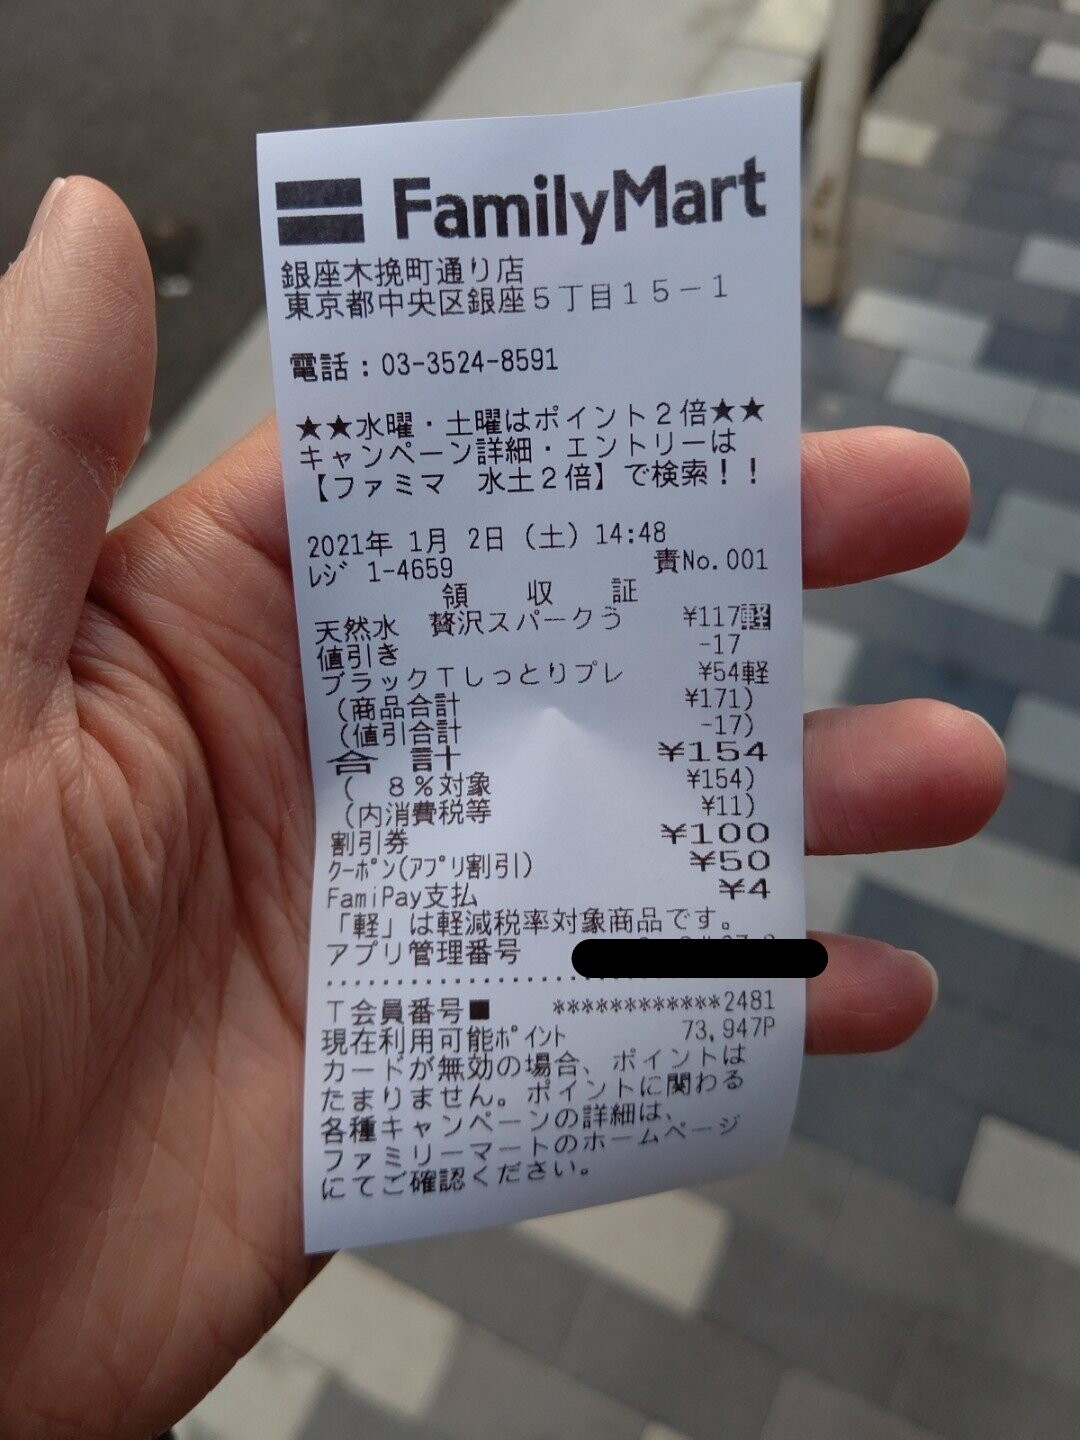 FamilyMart
銀座木挽町通り店
東京都中央区銀座5丁目15-1
電話:03-3524-8591
★★水曜・土曜はポイント2倍★★
キャンペーン詳細・エントリーは
【ファミマ 水土2倍】で検索!!
2021年 1月 2日(土) 14:48
レジ 1-4659 責No.001
領 収 証
天然水 贅沢スパークう ¥117軽
値引き -17
ブラックTしっとりプレ ¥54軽
(商品合計 ¥171)
(値引合計 -17)
合 計 ¥154
( 8%対象 ¥154)
(内消費税等 ¥11)
割引券 ¥100
クーポン(アプリ割引) ¥50
FamiPay支払 ¥4
「軽」は軽減税率対象商品です。
アプリ管理番号
T会員番号■ ************2481
現在利用可能ポイント 73,947P
カードが無効の場合、ポイントは
たまりません。ポイントに関わる
各種キャンペーンの詳細は、
ファミリーマートのホームページ
にてご確認ください。